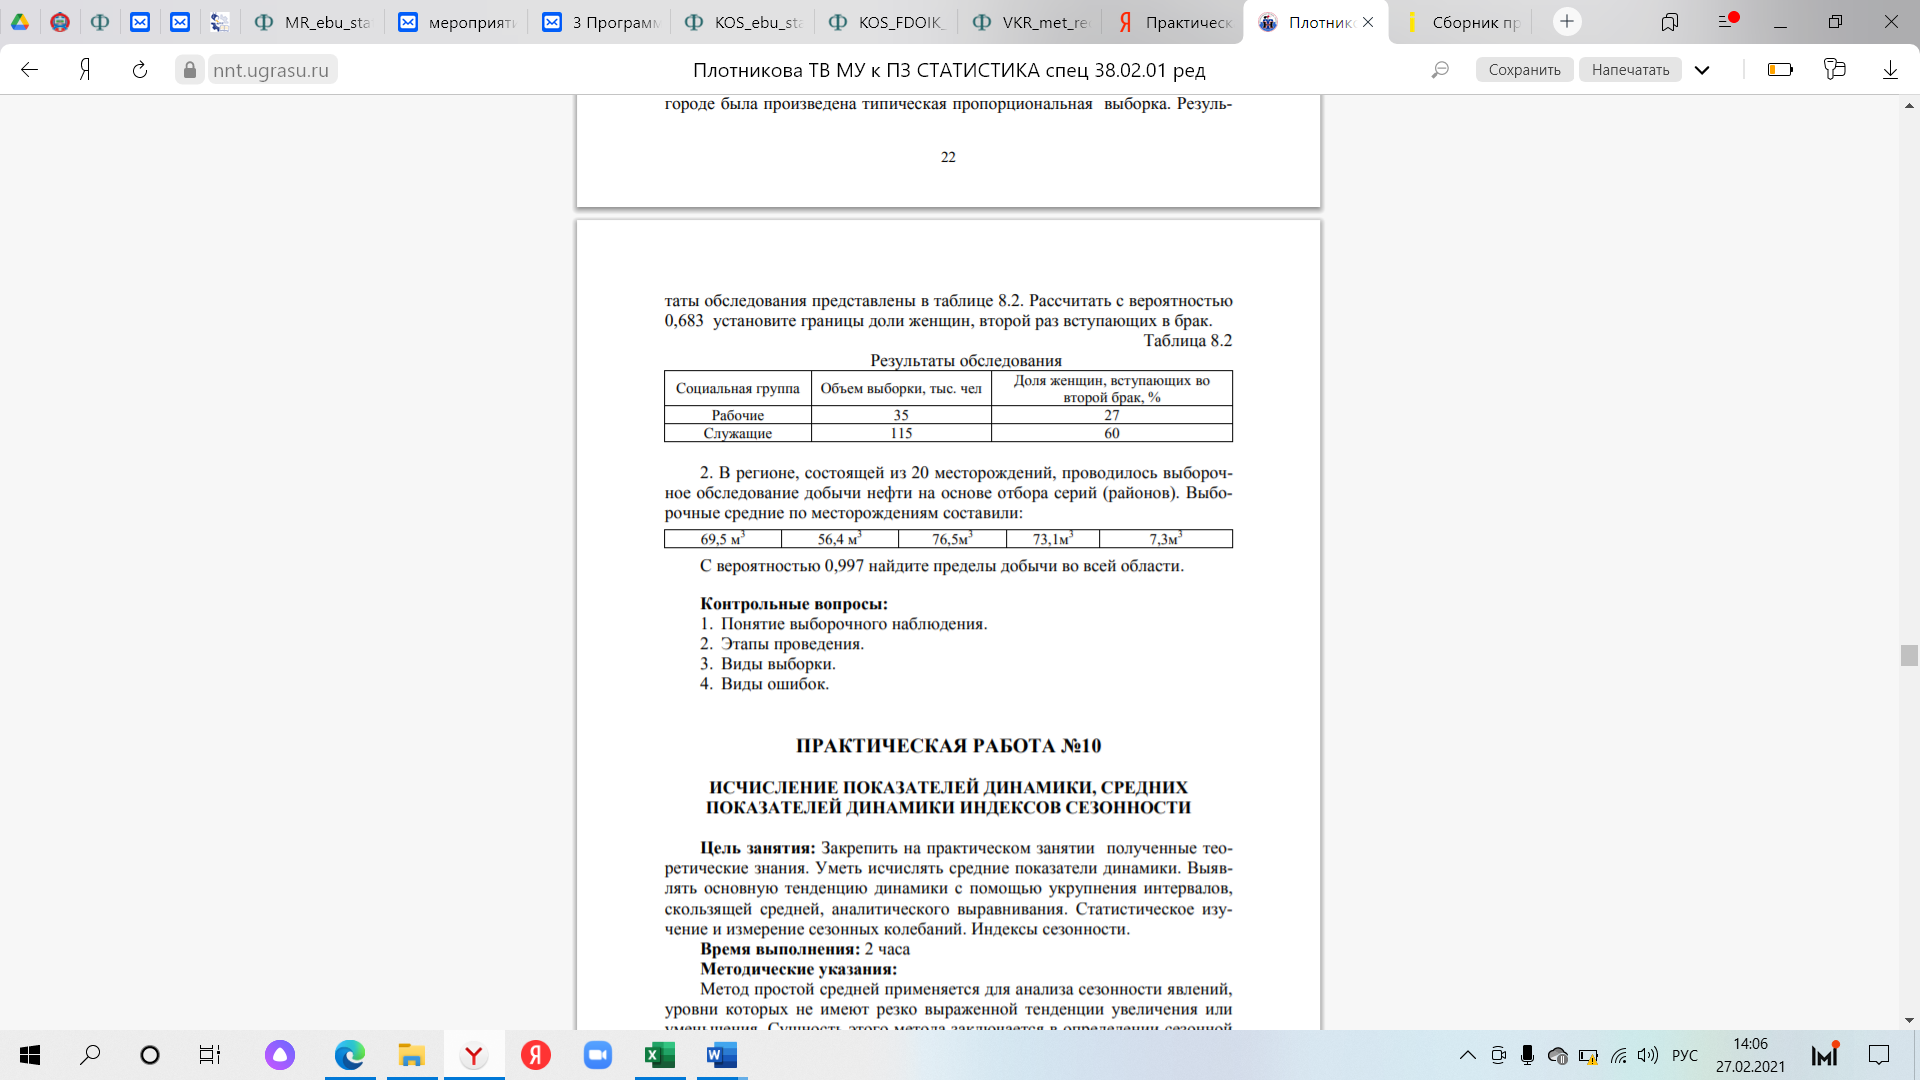 MR_ebu_sta
мероприяти
3 Программ
KOS_ebu_sta
KOS_FDOIK_
VKR_met_rec
Практическ
Плотнико
Сборник пр
nnt.ugrasu.ru
Плотникова ТВ МУ к ПЗ СТАТИСТИКА спец 38.02.01 ред
Сохранить
Напечатать
городе была произведена типическая пропорциональная выборка. Резуль-
22
таты обследования представлены в таблице 8.2. Рассчитать с вероятностью
0,683 установите границы доли женщин, второй раз вступающих в брак.
Таблица 8.2
Результаты обследования
Социальная группа Объем выборки, тыс. чел Доля женщин, вступающих во
второй брак, %
Рабочие 35 27
Служащие 115 60
2. В регионе, состоящей из 20 месторождений, проводилось выбороч-
ное обследование добычи нефти на основе отбора серий (районов). Выбо-
рочные средние по месторождениям составили:
69,5 м³ 56,4 м³ 76,5м³ 73,1м³ 7,3м³
С вероятностью 0,997 найдите пределы добычи во всей области.
Контрольные вопросы:
1. Понятие выборочного наблюдения.
2. Этапы проведения.
3. Виды выборки.
4. Виды ошибок.
ПРАКТИЧЕСКАЯ РАБОТА №10
ИСЧИСЛЕНИЕ ПОКАЗАТЕЛЕЙ ДИНАМИКИ, СРЕДНИХ
ПОКАЗАТЕЛЕЙ ДИНАМИКИ ИНДЕКСОВ СЕЗОННОСТИ
Цель занятия: Закрепить на практическом занятии полученные тео-
ретические знания. Уметь исчислять средние показатели динамики. Выяв-
лять основную тенденцию динамики с помощью укрупнения интервалов,
скользящей средней, аналитического выравнивания. Статистическое изу-
чение и измерение сезонных колебаний. Индексы сезонности.
Время выполнения: 2 часа
Методические указания:
Метод простой средней применяется для анализа сезонности явлений,
уровни которых не имеют резко выраженной тенденции увеличения или
уменьшения. Сущность этого метода заключается в определении сезонной
РУС
14:06
27.02.2021